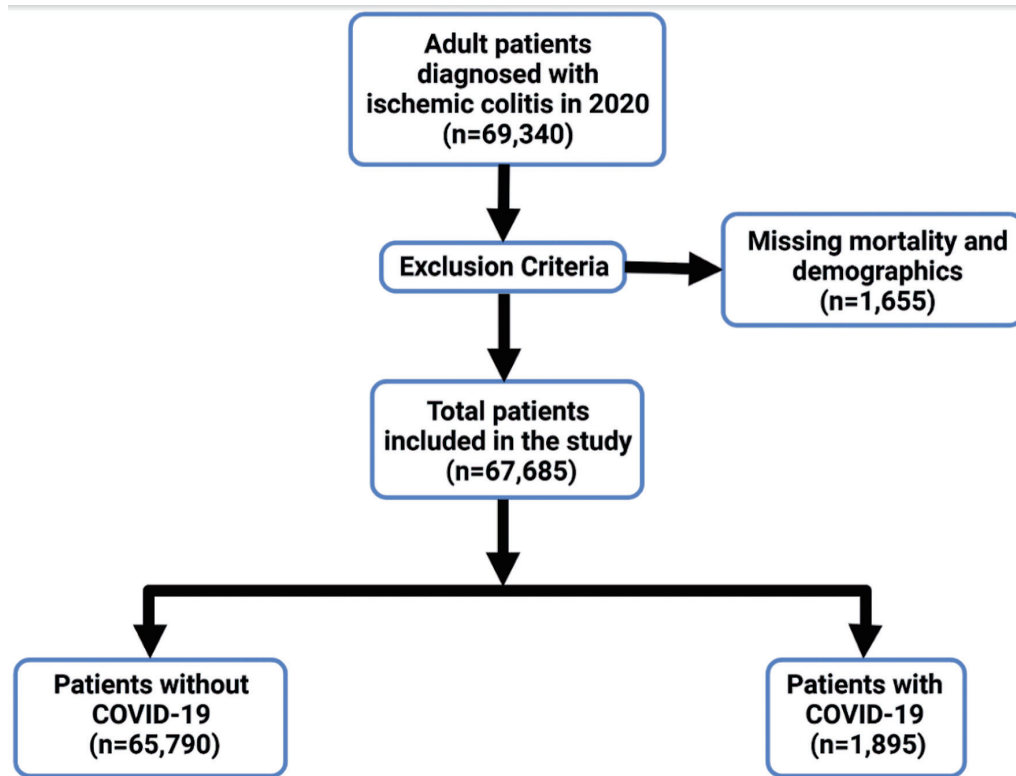 Adult patients
diagnosed with
ischemic colitis in 2020
(n=69,340)
Exclusion Criteria
Missing mortality and
demographics
(n=1,655)
Total patients
included in the study
(n=67,685)
Patients without
COVID-19
(n=65,790)
Patients with
COVID-19
(n=1,895)